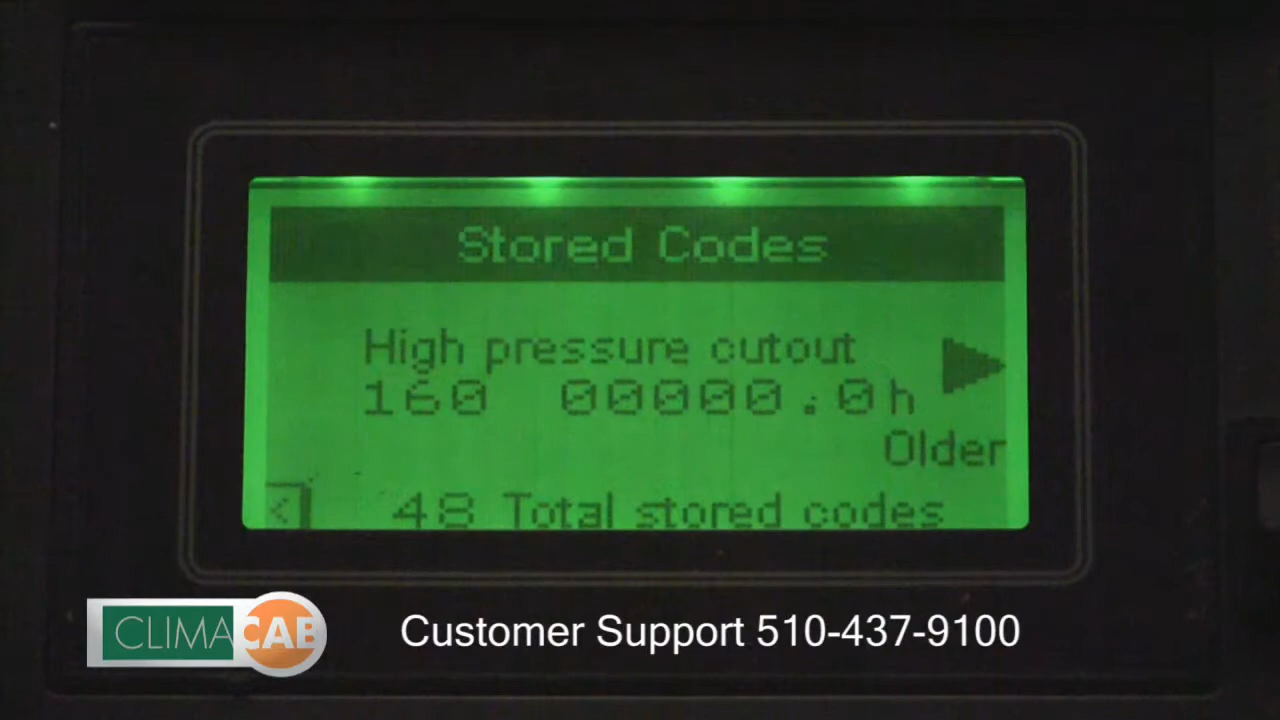 Stored Codes
High pressure cutout
160 00000.0h
Older
48 Total stored codes
CLIMACAB
Customer Support 510-437-9100